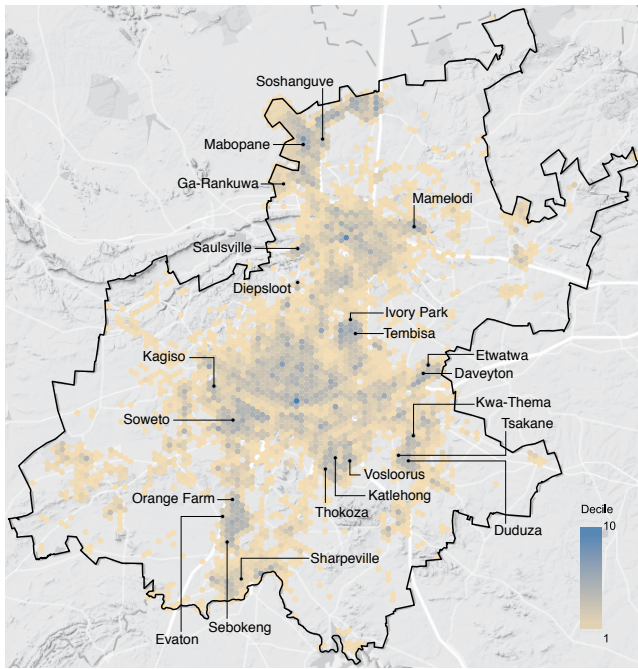 Soshanguve
Mabopane
Ga-Rankuwa
Mamelodi
Saulsville
Diepsloot
Ivory Park
Tembisa
Etwatwa
Kagiso
Daveyton
Kwa-Thema
Tsakane
Soweto
Vosloorus
Orange Farm
Katlehong
Thokoza
Decile
10
Duduza
Sharpeville
Sebokeng
Evaton
1